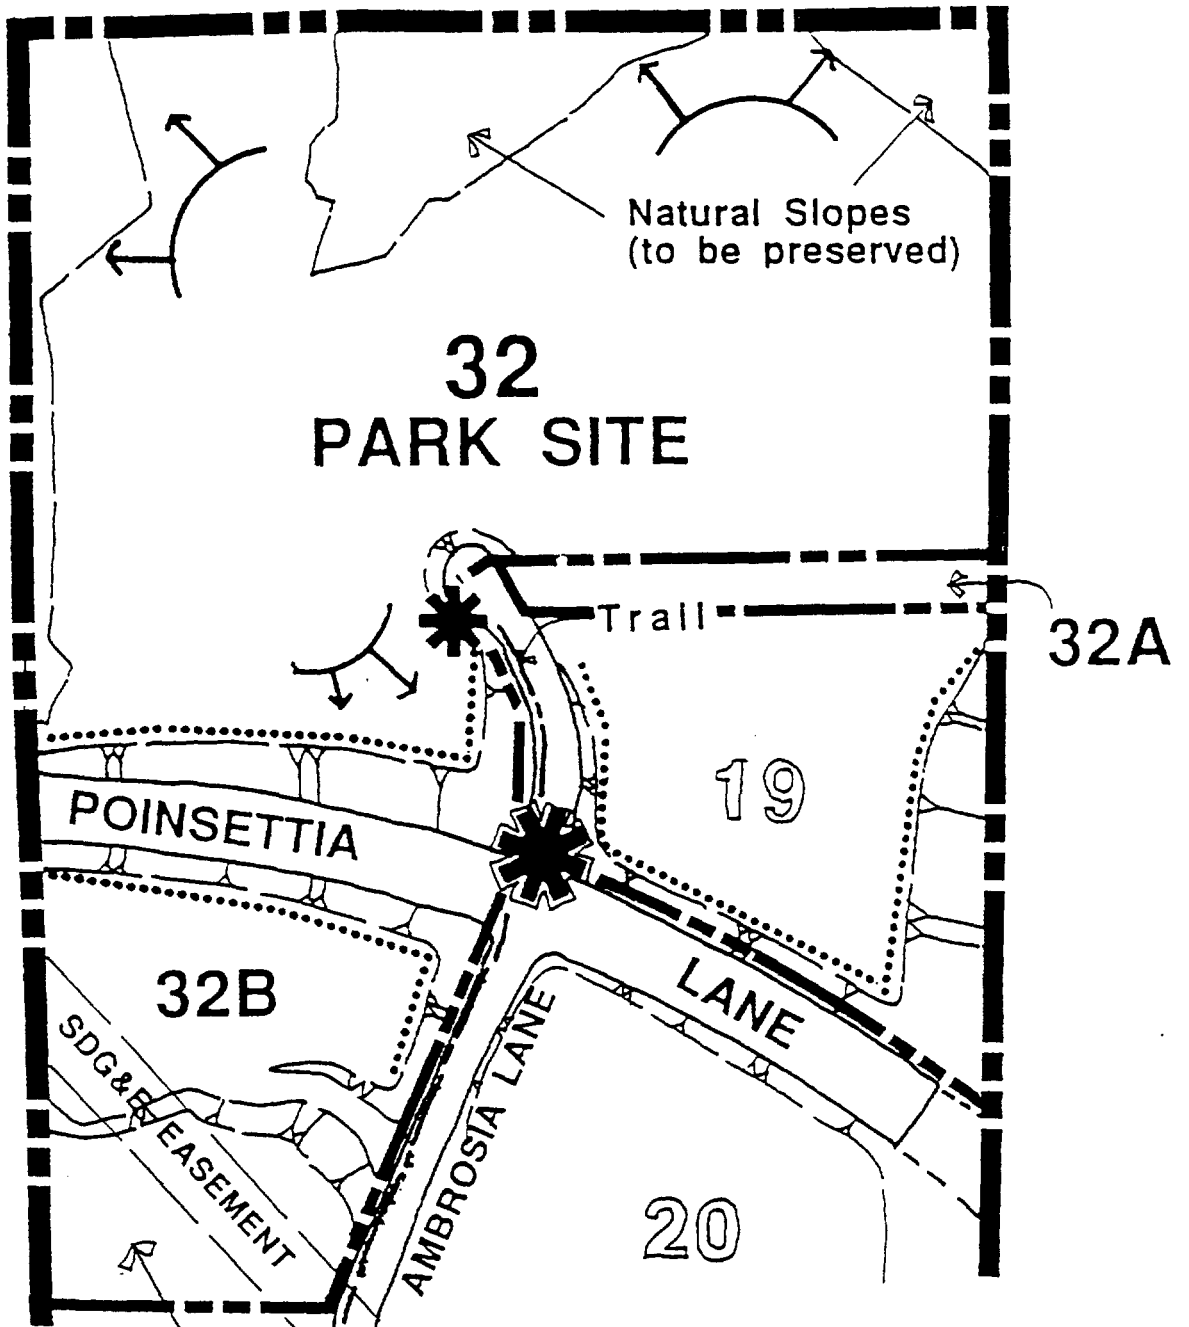 Natural Slopes
(to be preserved)
32
PARK SITE
Trail
32A
19
POINSETTIA
LANE
32B
SDG&E EASEMENT
AMBROSIA LANE
20